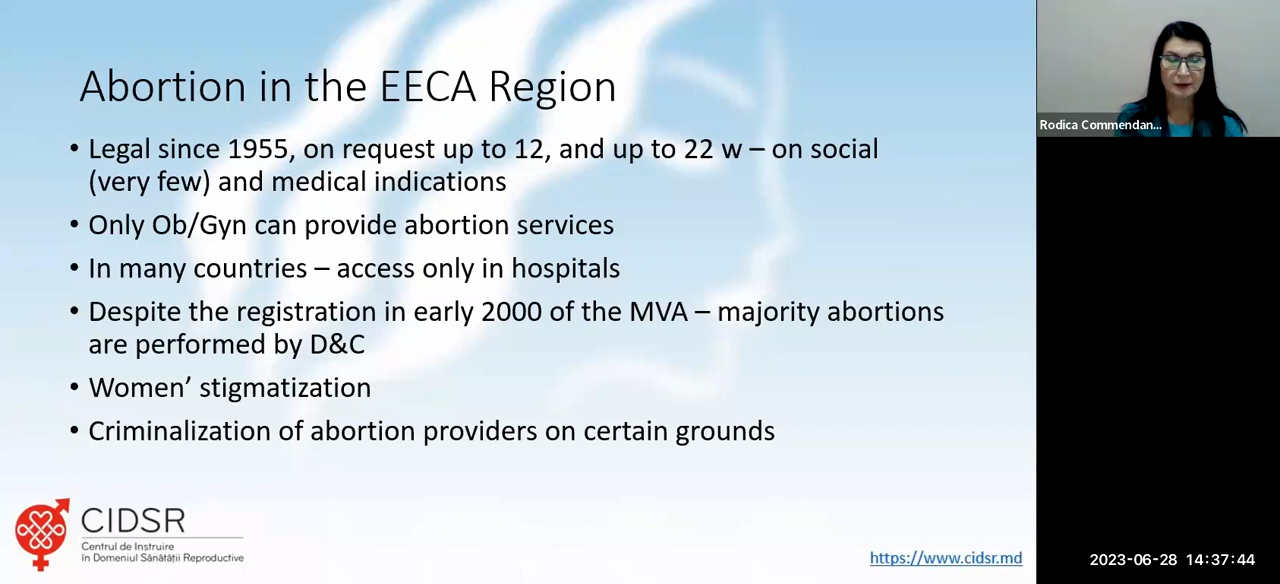 Abortion in the EECA Region
• Legal since 1955, on request up to 12, and up to 22 w – on social
(very few) and medical indications
• Only Ob/Gyn can provide abortion services
• In many countries – access only in hospitals
• Despite the registration in early 2000 of the MVA – majority abortions
are performed by D&C
• Women’ stigmatization
• Criminalization of abortion providers on certain grounds
CIDSR
Centrul de Instruire
în Domeniul Sănătății Reproductive
https://www.cidsr.md
Rodica Commendan...
2023-06-28 14:37:44